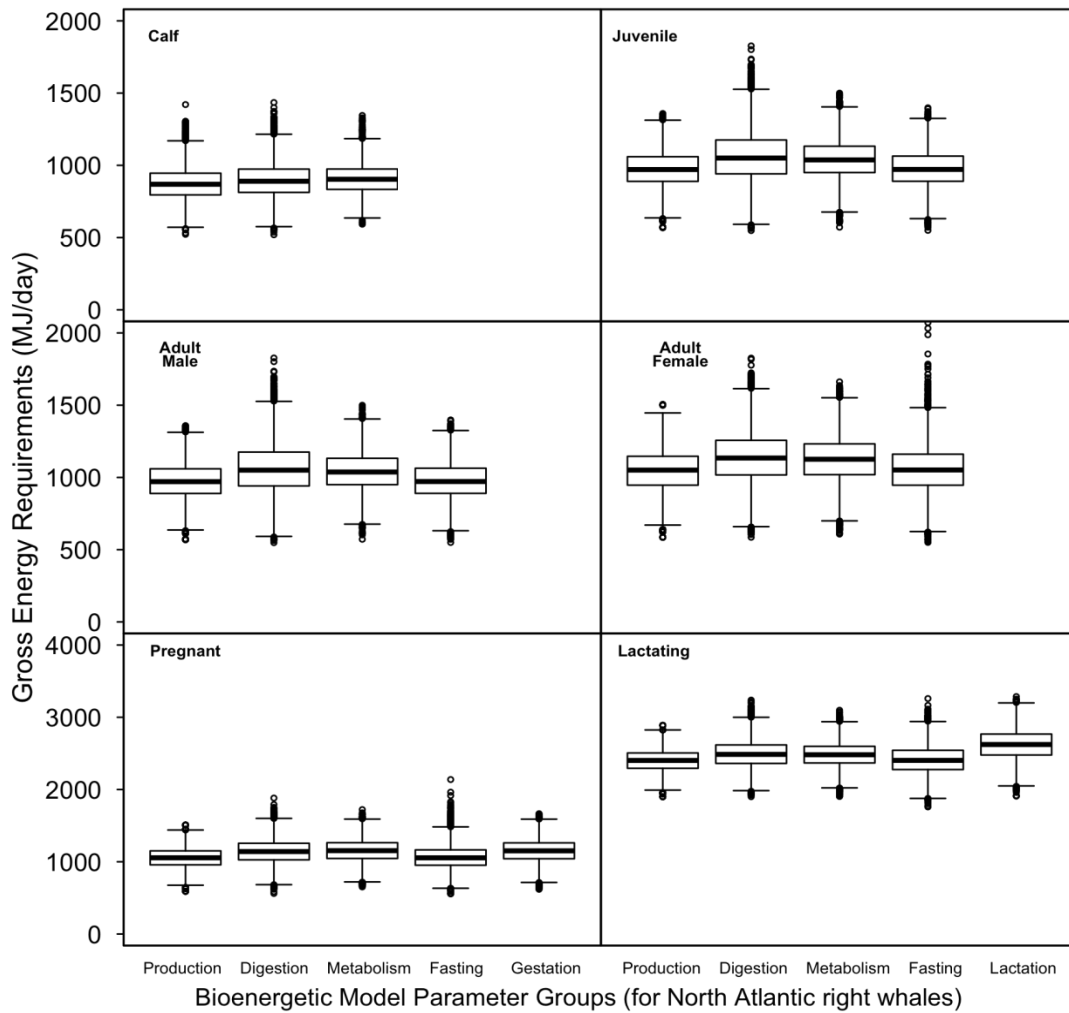 Gross Energy Requirements (MJ/day)
2000
1500
1000
500
0
Calf
Juvenile
2000
1500
1000
500
0
Adult
Male
Adult
Female
4000
3000
2000
1000
0
Pregnant
Lactating
Production Digestion Metabolism Fasting Gestation
Production Digestion Metabolism Fasting Lactation
Bioenergetic Model Parameter Groups (for North Atlantic right whales)